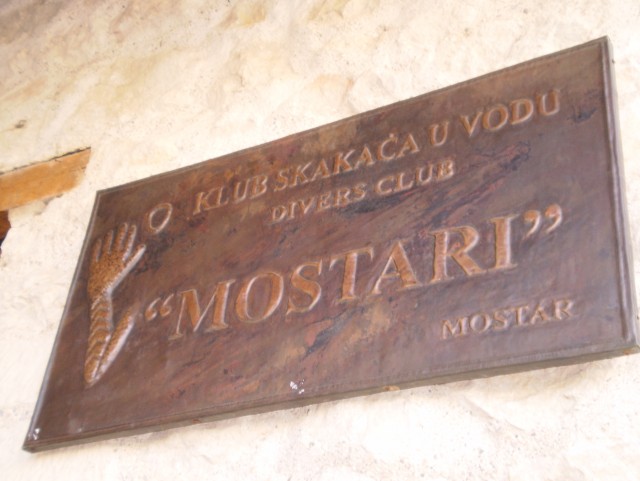 KLUB SKAKAČA U VODU
DIVERS CLUB
"MOSTARI"
MOSTAR